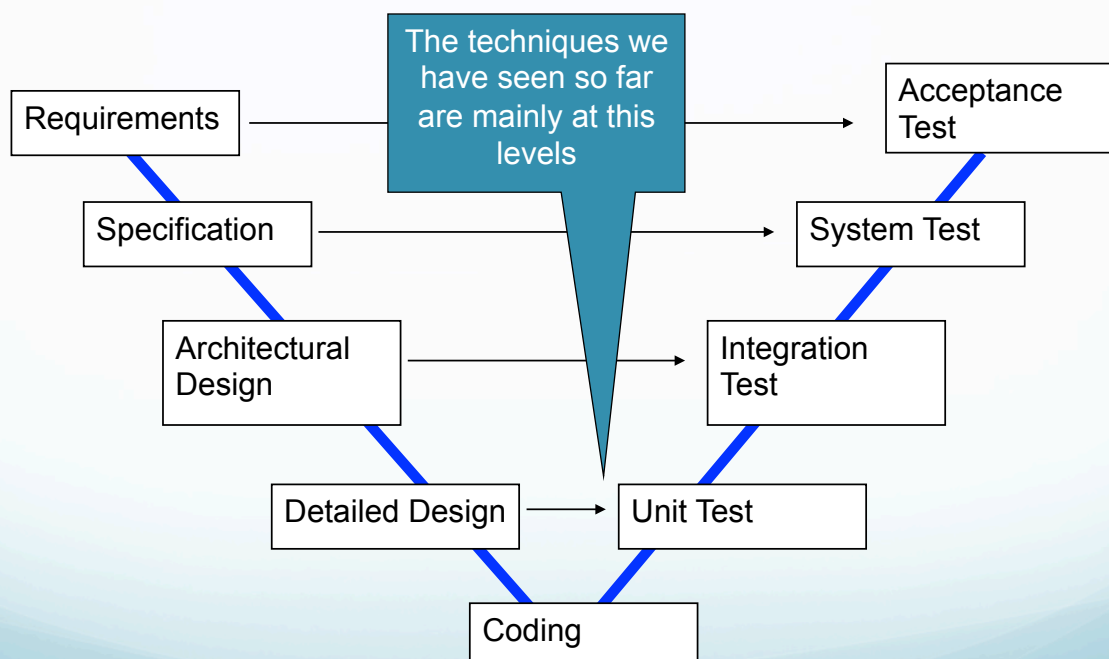 The techniques we
have seen so far
are mainly at this
levels
Requirements
Acceptance
Test
Specification
System Test
Architectural
Design
Integration
Test
Detailed Design
Unit Test
Coding